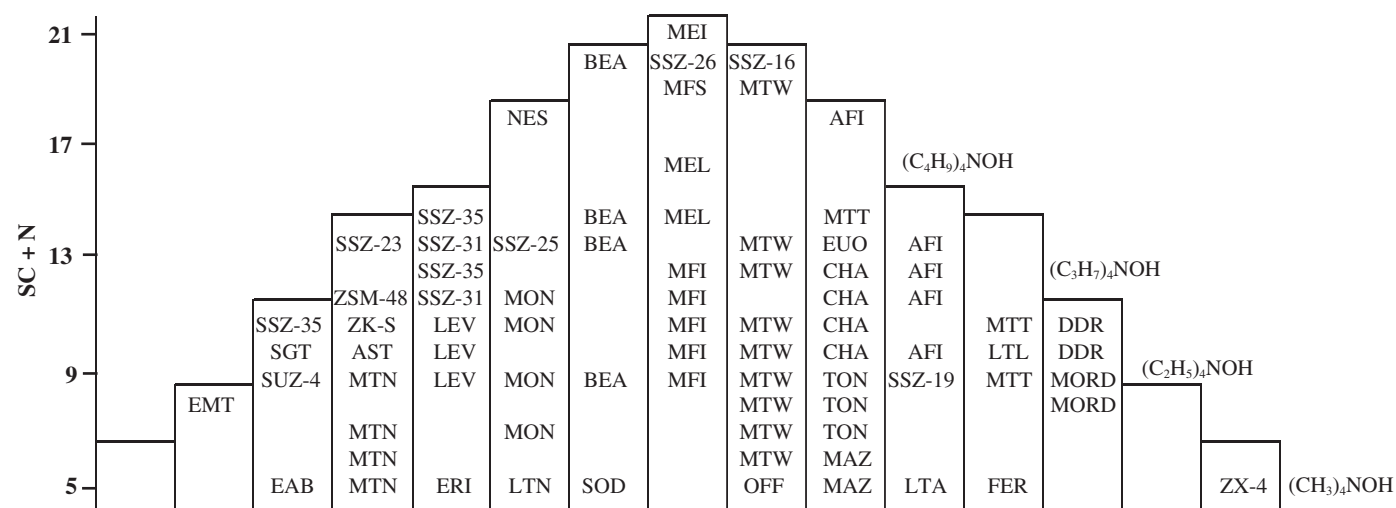 21
MEI
BEA SSZ-26 SSZ-16
MFS MTW
NES AFI
17
MEL (C₄H₉)₄NOH
SSZ-35 BEA MEL MTT
SSZ-23 SSZ-31 SSZ-25 BEA MTW EUO AFI
13
SSZ-35 MFI MTW CHA AFI (C₃H₇)₄NOH
SC + N
ZSM-48 SSZ-31 MON MFI CHA AFI
SSZ-35 ZK-S LEV MON MFI MTW CHA MTT DDR
SGT AST LEV MFI MTW CHA AFI LTL DDR
(C₂H₅)₄NOH
9 SUZ-4 MTN LEV MON BEA MFI MTW TON SSZ-19 MTT MORD
EMT MTW TON MORD
MTN MON MTW TON
MTN MTW MAZ
5 EAB MTN ERI LTN SOD OFF MAZ LTA FER ZX-4 (CH₃)₄NOH